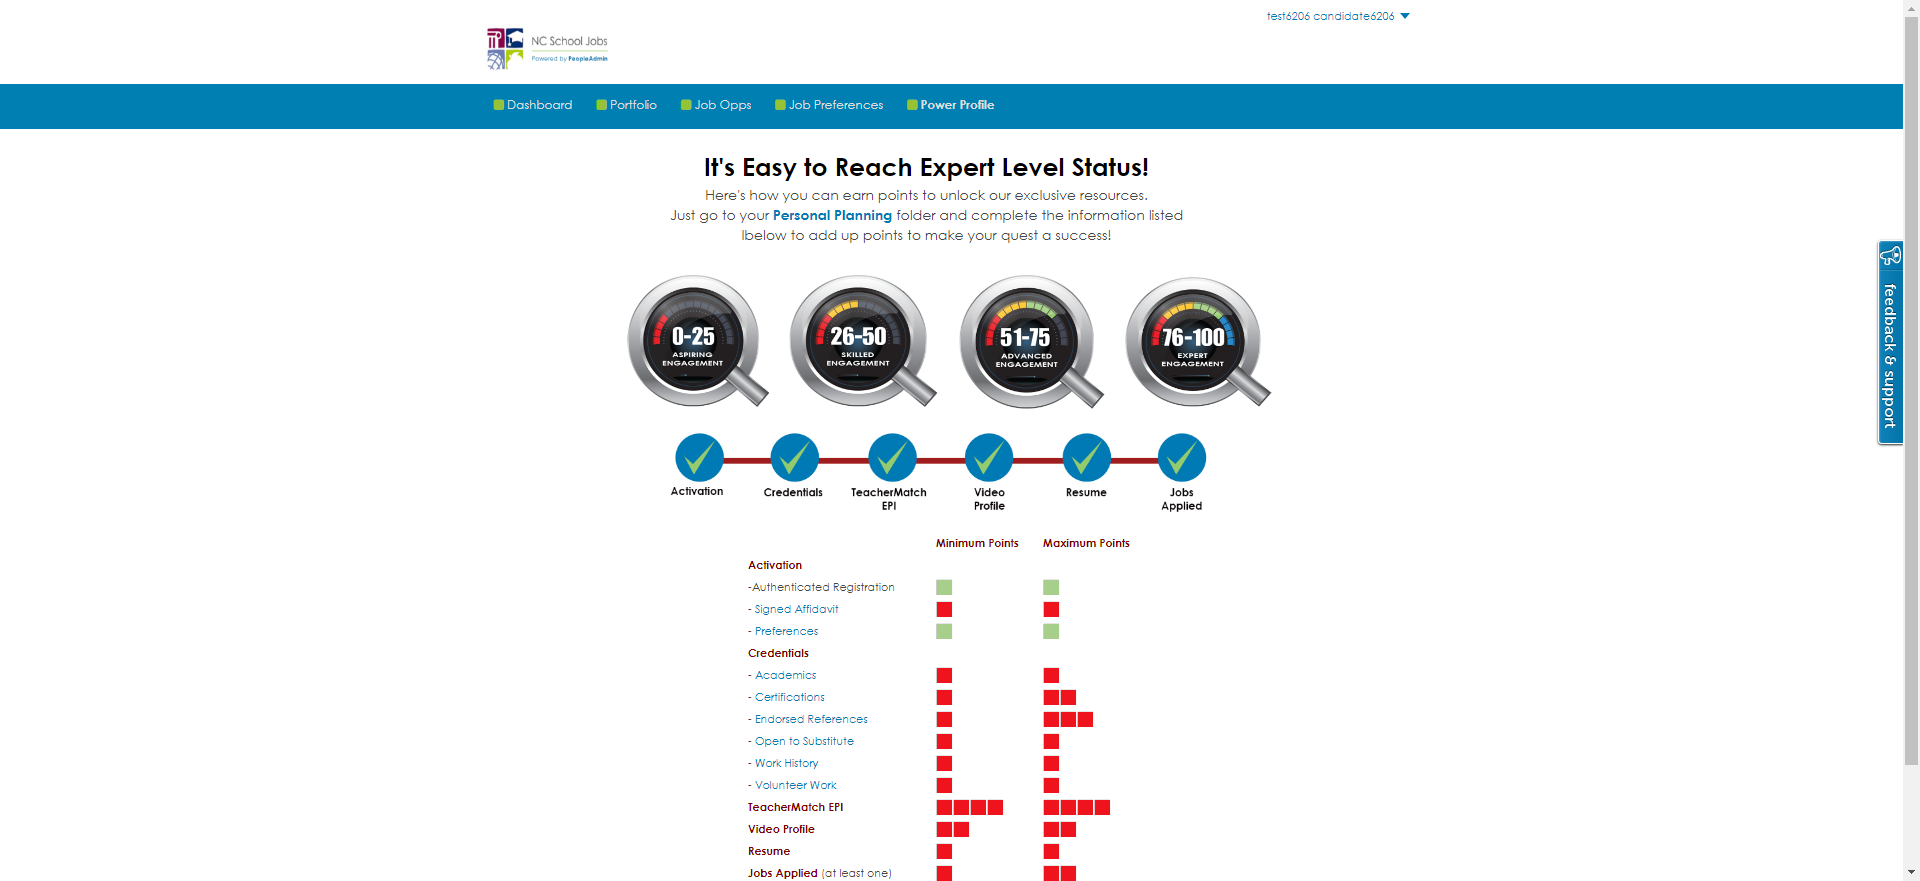 test6206 candidate6206
NC School Jobs
Powered by PeopleAdmin
Dashboard Portfolio Job Opps Job Preferences Power Profile
It's Easy to Reach Expert Level Status!
Here's how you can earn points to unlock our exclusive resources.
Just go to your Personal Planning folder and complete the information listed
lbelow to add up points to make your quest a success!
0-25
ASPIRING
ENGAGEMENT
26-50
SKILLED
ENGAGEMENT
51-75
ADVANCED
ENGAGEMENT
76-100
EXPERT
ENGAGEMENT
feedback & support
Activation
Credentials
TeacherMatch
EPI
Video
Profile
Resume
Jobs
Applied
Minimum Points Maximum Points
Activation
-Authenticated Registration
- Signed Affidavit
- Preferences
Credentials
- Academics
- Certifications
- Endorsed References
- Open to Substitute
- Work History
- Volunteer Work
TeacherMatch EPI
Video Profile
Resume
Jobs Applied (at least one)